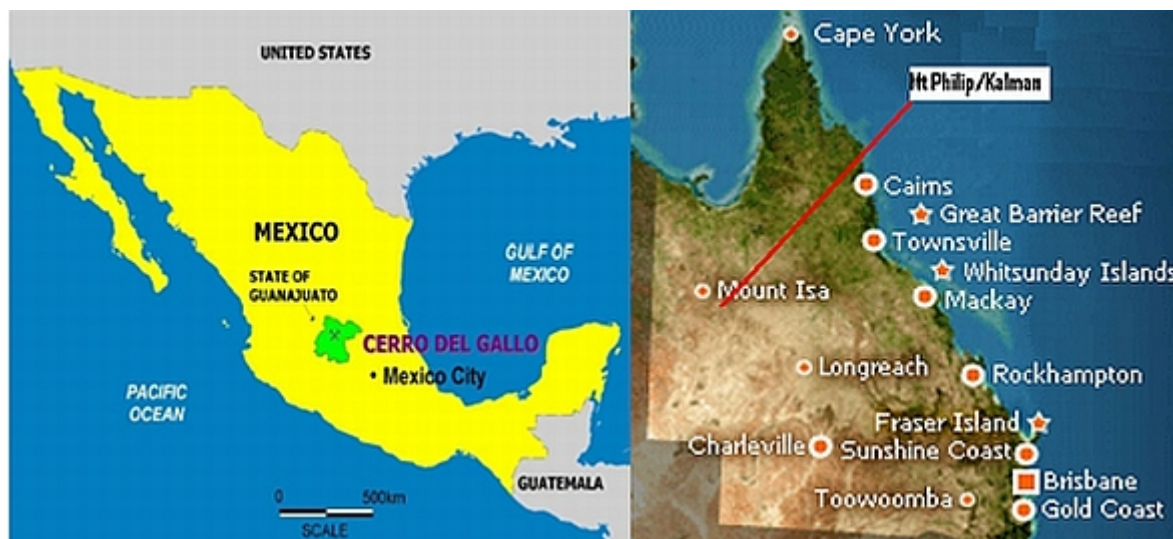 UNITED STATES
MEXICO
STATE OF
GUANAJUATO
GULF OF
MEXICO
CERRO DEL GALLO
Mexico City
PACIFIC
OCEAN
GUATEMALA
0 500km
SCALE
Cape York
Mt Philip/Kalman
Cairns
Great Barrier Reef
Townsville
Whitsunday Islands
Mount Isa
Mackay
Longreach
Rockhampton
Fraser Island
Charleville
Sunshine Coast
Brisbane
Toowoomba
Gold Coast